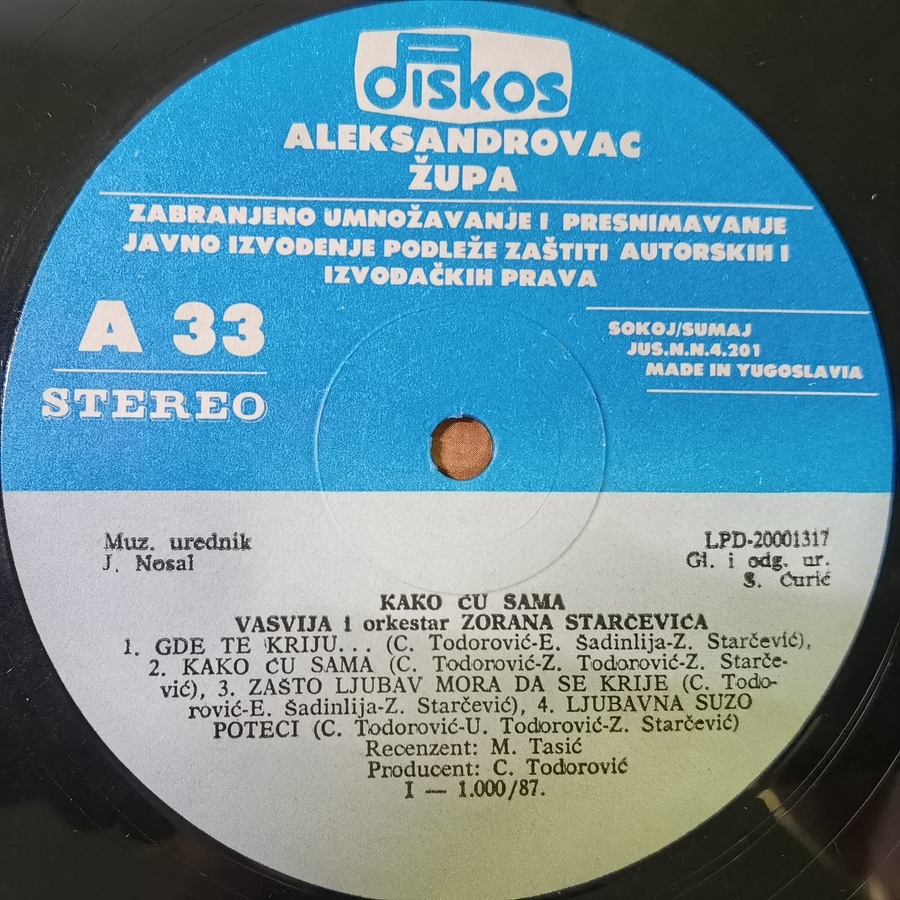 diskos
ALEKSANDROVAC
ŽUPA
ZABRANJENO UMNOŽAVANJE I PRESNIMAVANJE
JAVNO IZVOĐENJE PODLEŽE ZAŠTITI AUTORSKIH I
IZVOĐAČKIH PRAVA
A 33
STEREO
SOKOJ/SUMAJ
JUS.N.N.4.201
MADE IN YUGOSLAVIA
Muz. urednik
J. Nosal
LPD-20001317
Gl. i odg. ur.
S. Ćurić
KAKO ĆU SAMA
VASVIJA i orkestar ZORANA STARČEVIĆA
1. GDE TE KRIJU... (C. Todorović-E. Šadinlija-Z. Starčević),
2. KAKO ĆU SAMA (C. Todorović-Z. Todorović-Z. Starče-
vić), 3. ZAŠTO LJUBAV MORA DA SE KRIJE (C. Todo-
rović-E. Šadinlija-Z. Starčević), 4. LJUBAVNA SUZO
POTECI (C. Todorović-U. Todorović-Z. Starčević)
Recenzent: M. Tasić
Producent: C. Todorović
I — 1.000/87.